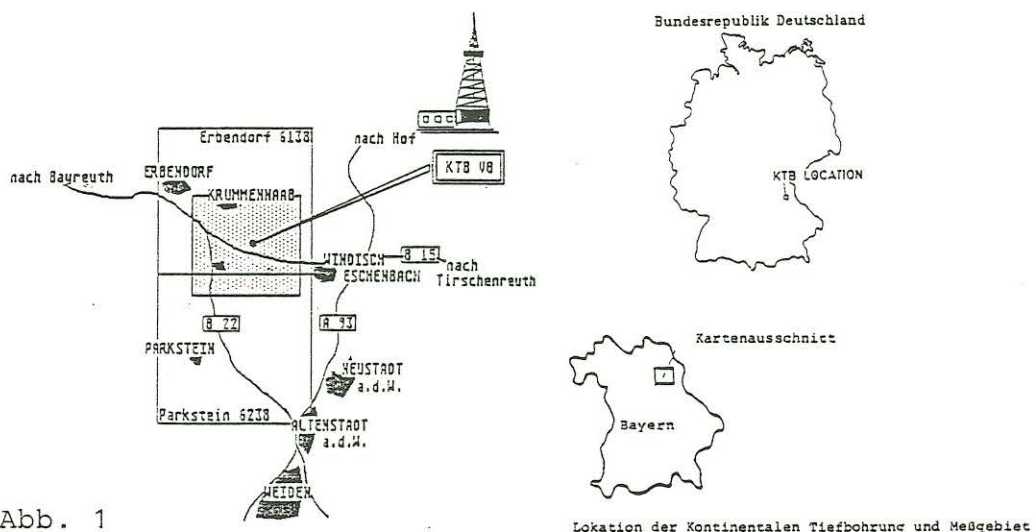 Bundesrepublik Deutschland
Erbendorf 6138
nach Hof
KTB VB
nach Bayreuth
ERBENDORF
KRUMMENNAAB
KTB LOCATION
WINDISCH
ESCHENBACH
B 15
nach
Tirschenreuth
B 22
A 93
PARKSTEIN
NEUSTADT
a.d.W.
Parkstein 6238
ALTENSTADT
a.d.W.
WEIDEN
Kartenausschnitt
Bayern
Abb. 1
Lokation der Kontinentalen Tiefbohrung und Meßgebiet